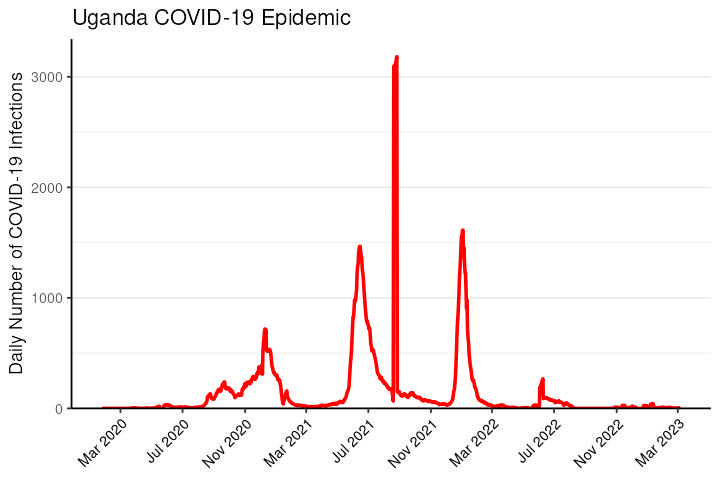 Uganda COVID-19 Epidemic
Daily Number of COVID-19 Infections
3000
2000
1000
0
Mar 2020
Jul 2020
Nov 2020
Mar 2021
Jul 2021
Nov 2021
Mar 2022
Jul 2022
Nov 2022
Mar 2023